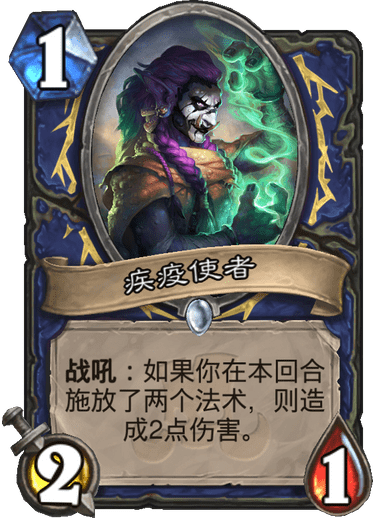 1
疾疫使者
战吼：如果你在本回合
施放了两个法术，则造
成2点伤害。
2
1